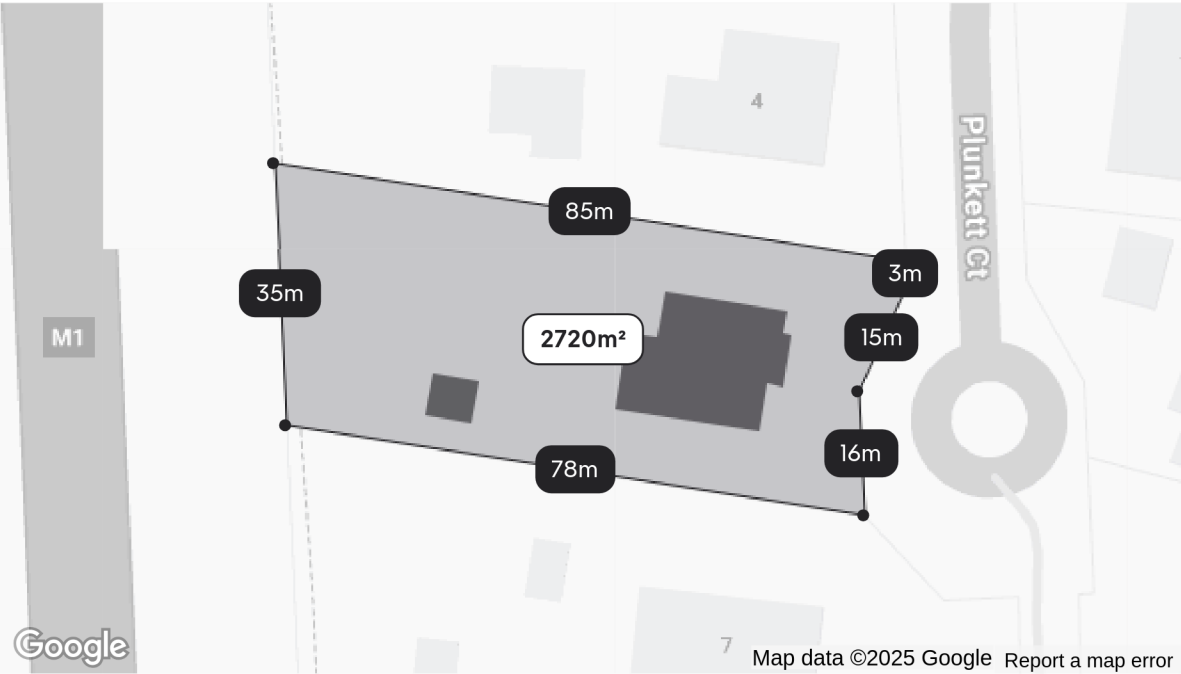 4
Plunkett Ct
85m
3m
35m
15m
M1
2720m²
16m
78m
7
Google
Map data ©2025 Google
Report a map error